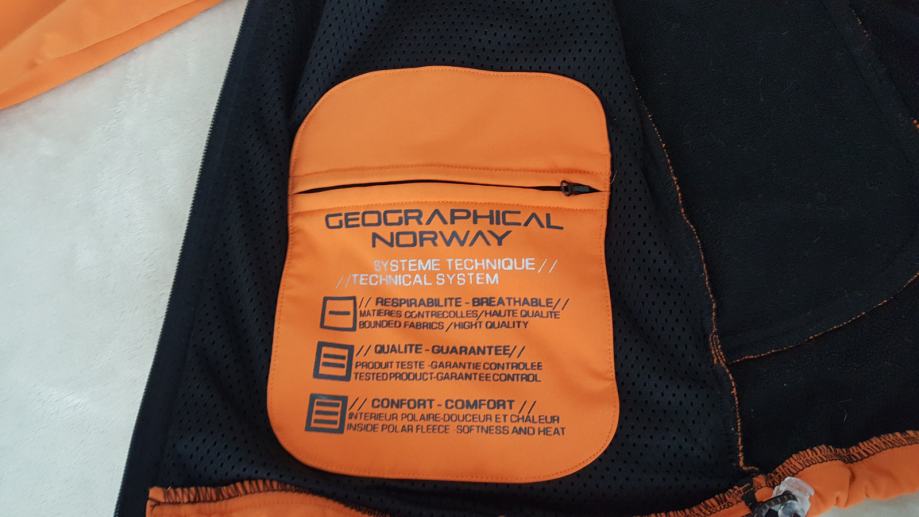 GEOGRAPHICAL
NORWAY
SYSTEME TECHNIQUE //
//TECHNICAL SYSTEM
// RESPIRABILITE - BREATHABLE//
MATIERES CONTRECOLLES/HAUTE QUALITE
BOUNDED FABRICS /HIGHT QUALITY
// QUALITE - GUARANTEE//
PRODUIT TESTE -GARANTIE CONTROLEE
TESTED PRODUCT-GARANTEE CONTROL
// CONFORT - COMFORT //
INTERIEUR POLAIRE-DOUCEUR ET CHALEUR
INSIDE POLAR FLEECE -SOFTNESS AND HEAT